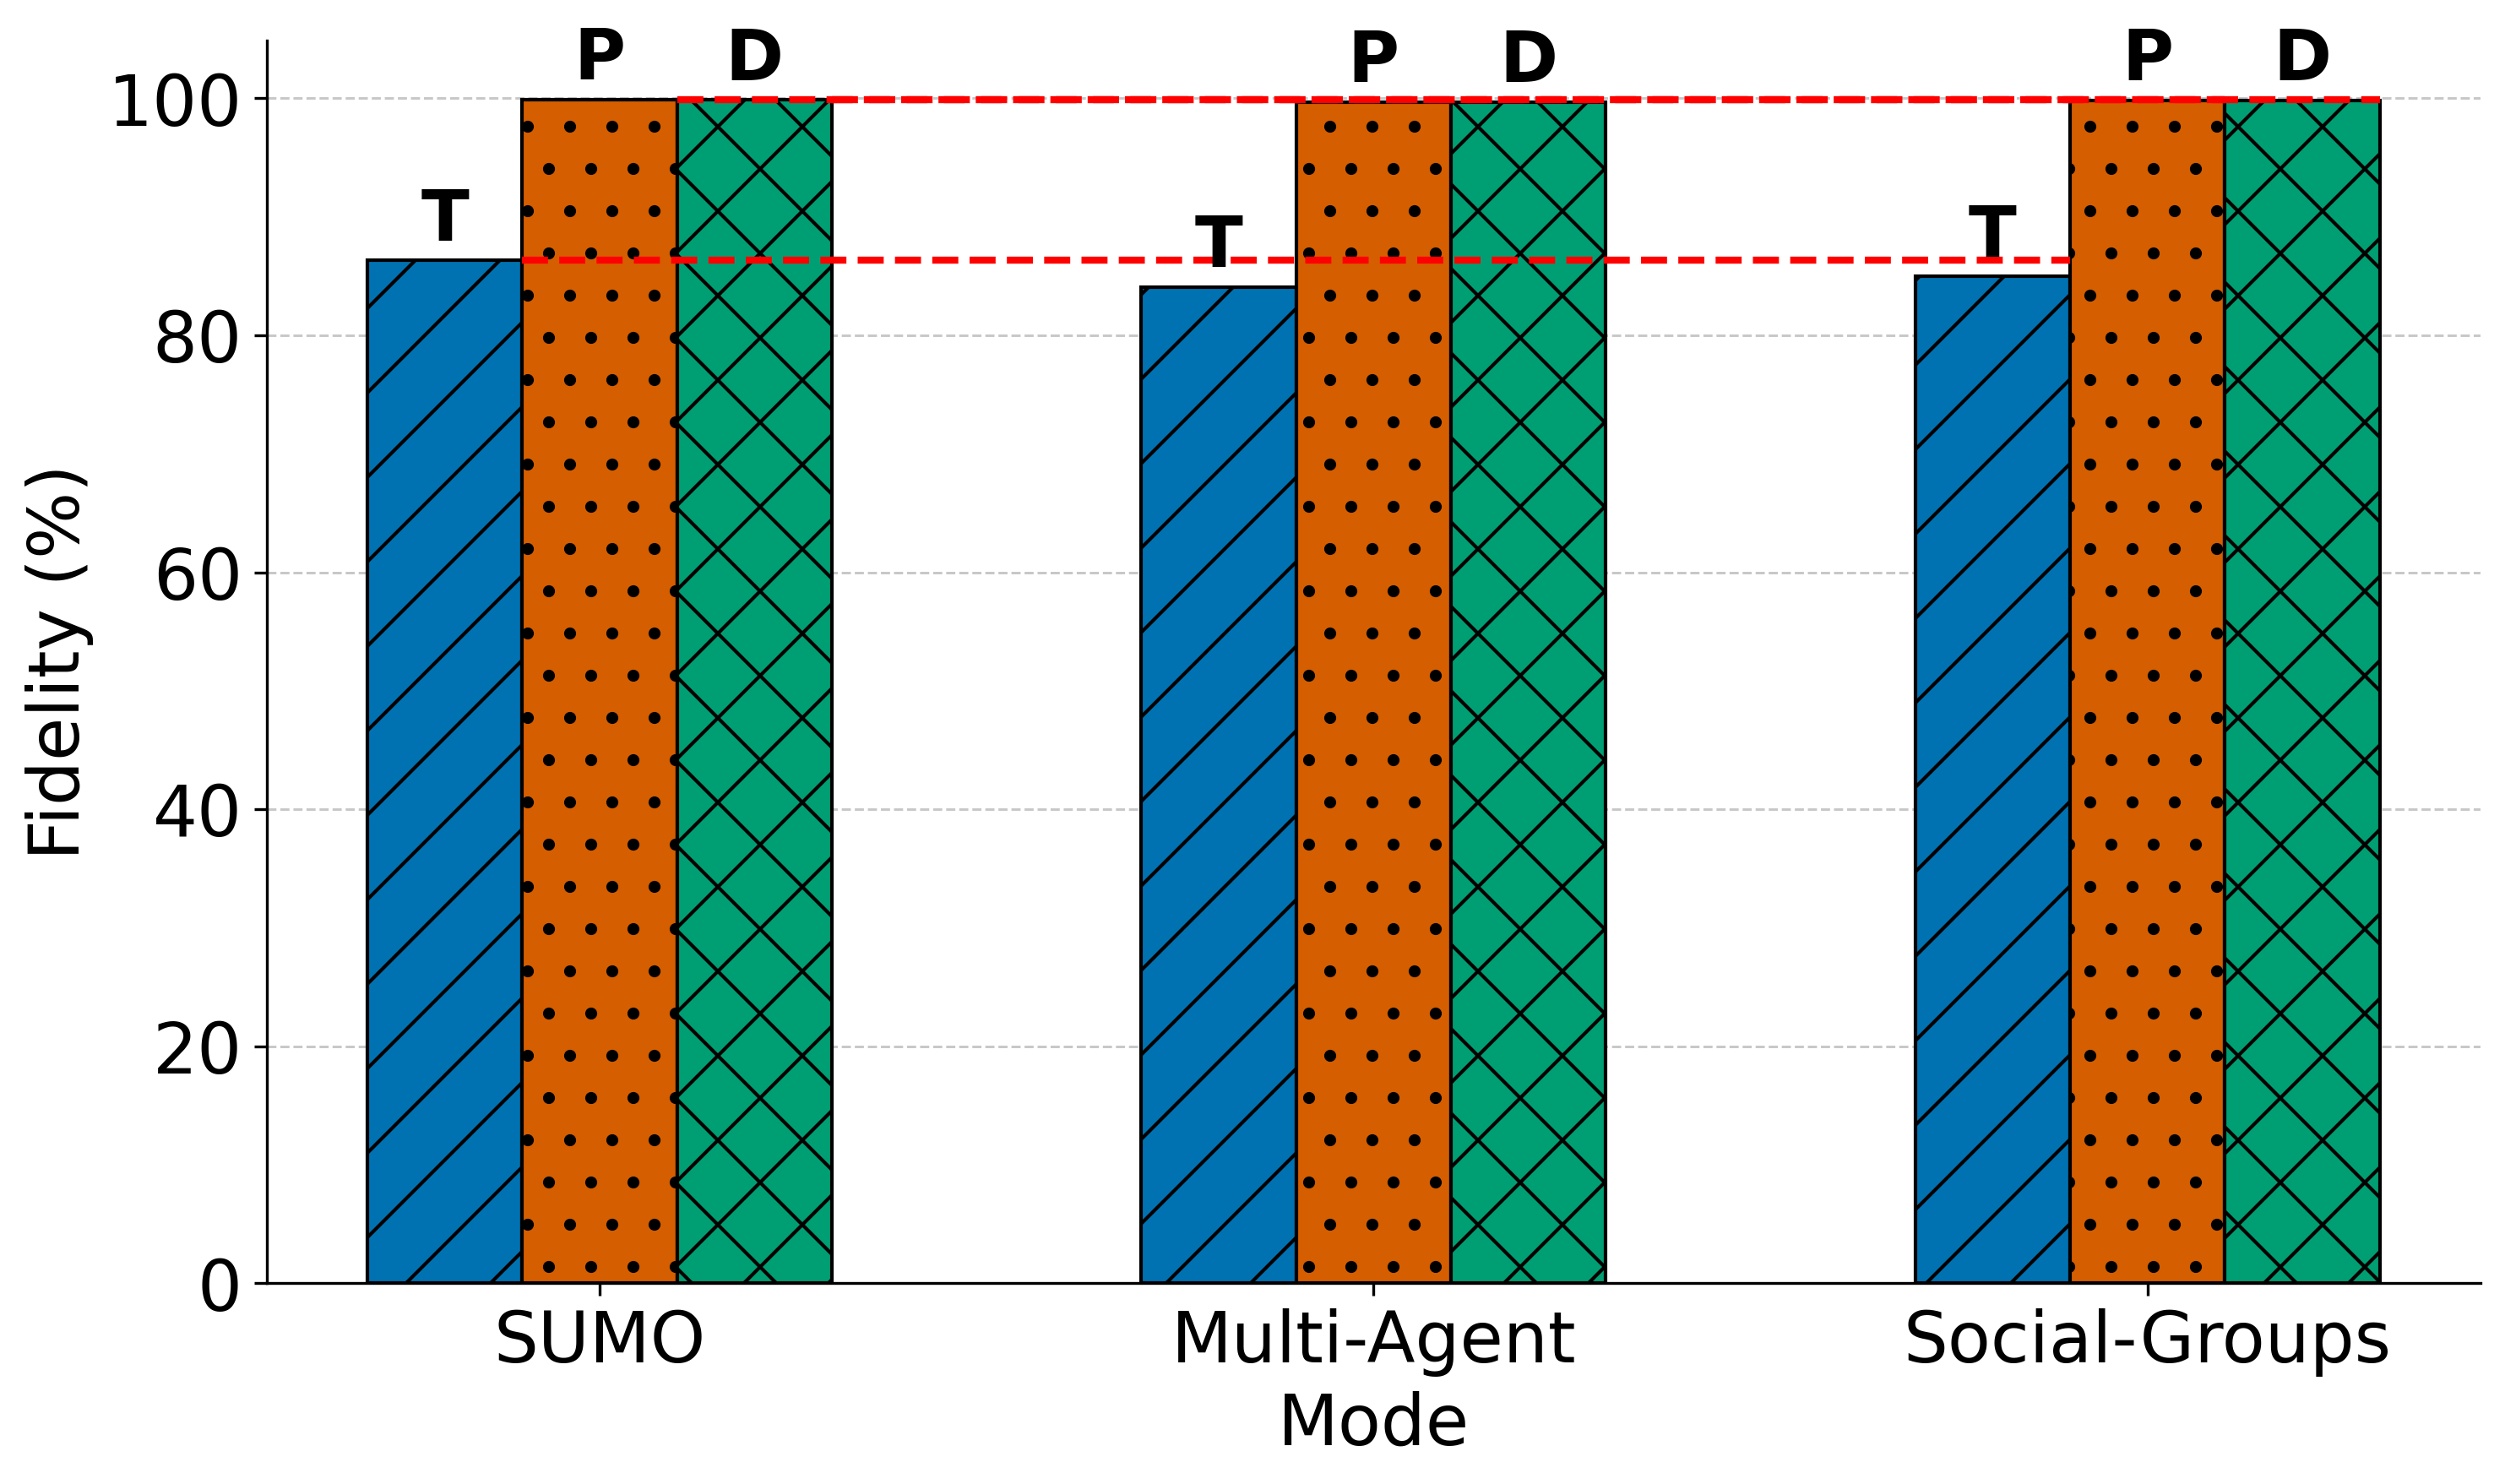 Fidelity (%)
100
80
60
40
20
0
T
P
D
T
P
D
T
P
D
SUMO
Multi-Agent
Social-Groups
Mode